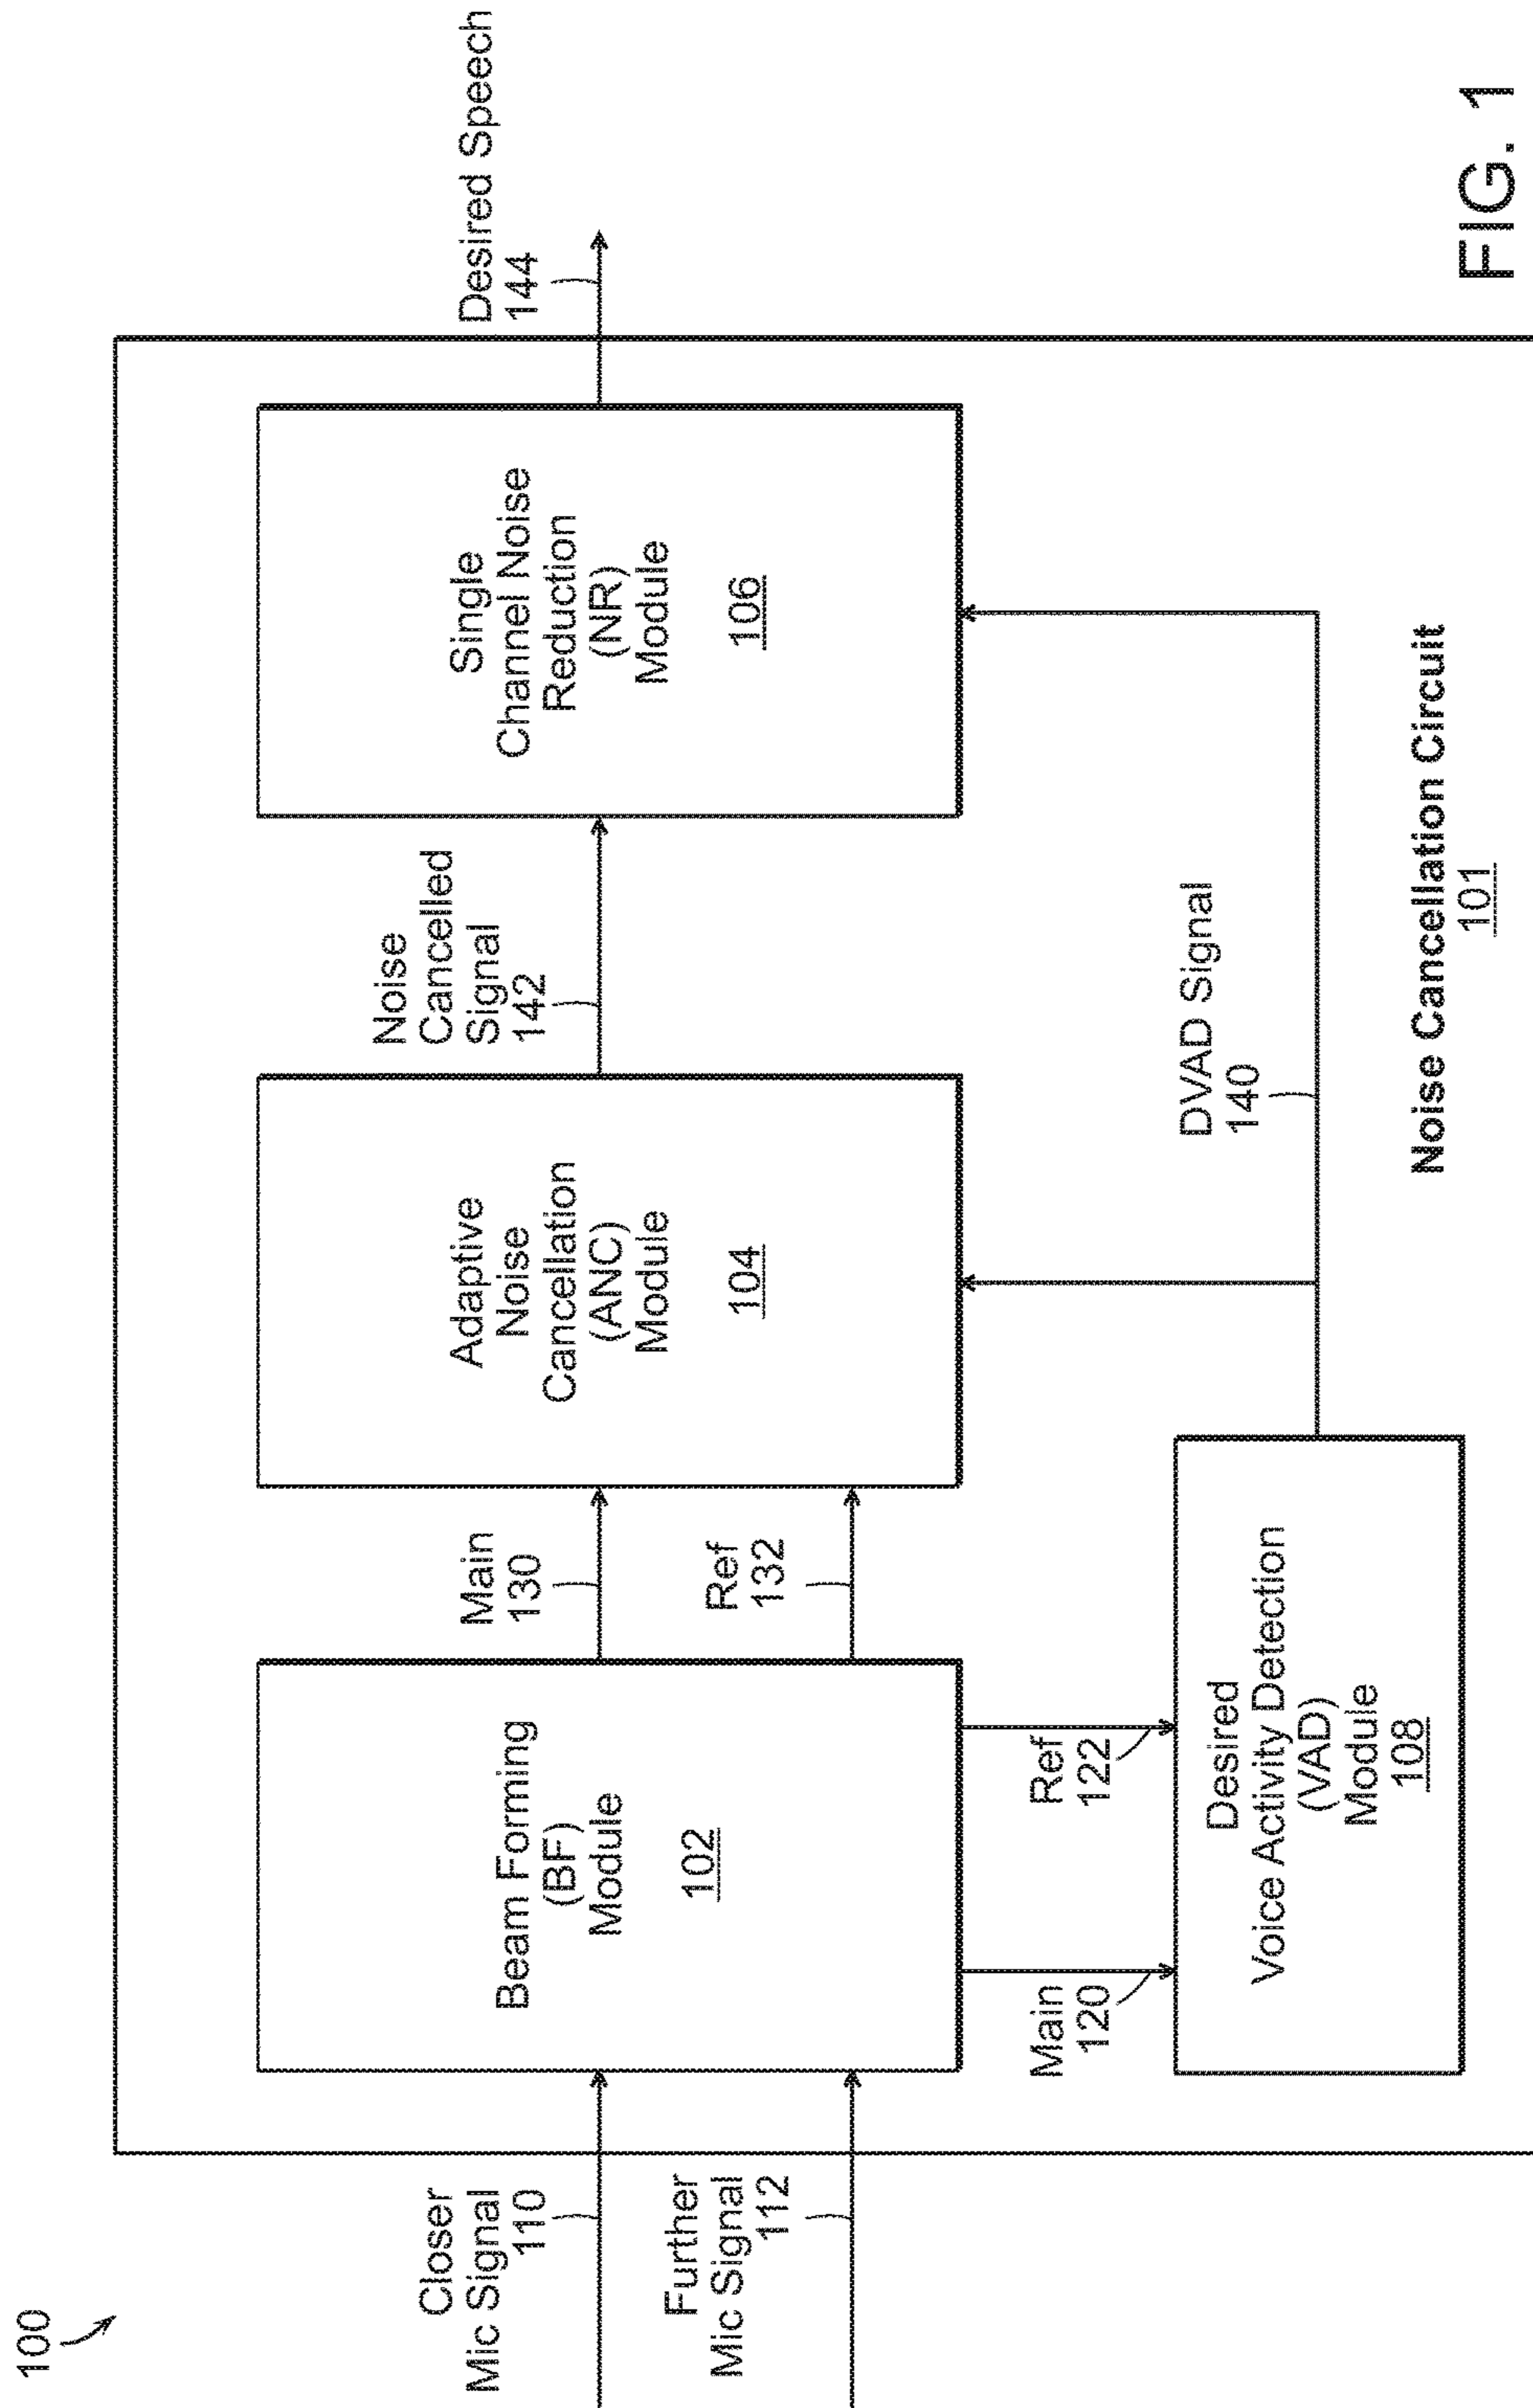 100
Closer
Mic Signal
110
Further
Mic Signal
112
Beam Forming
(BF)
Module
102
Main
130
Ref
132
Main
120
Ref
122
Desired
Voice Activity Detection
(VAD)
Module
108
Adaptive
Noise
Cancellation
(ANC)
Module
104
Noise
Cancelled
Signal
142
DVAD Signal
140
Single
Channel Noise
Reduction
(NR)
Module
106
Desired Speech
144
Noise Cancellation Circuit
101
FIG. 1